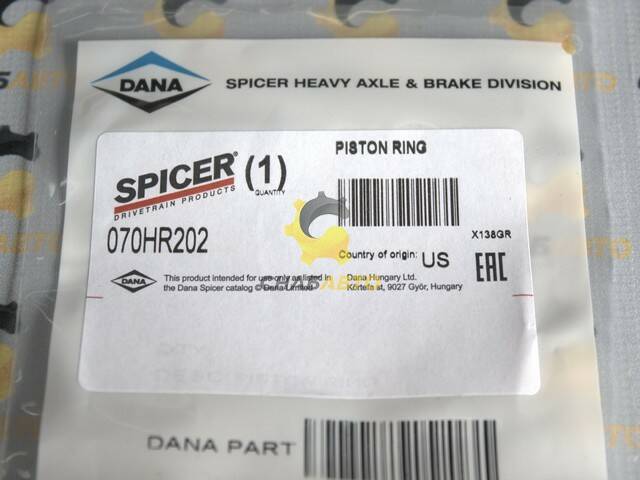 DANA
SPICER HEAVY AXLE & BRAKE DIVISION
SPICER®
DRIVETRAIN PRODUCTS
(1)
QUANTITY
PISTON RING
070HR202
X138GR
Country of origin: US
EAC
DANA
This product intended for use only as listed in
the Dana Spicer catalog © Dana Limited
Dana Hungary Ltd.
Körtefa st, 9027 Győr, Hungary
DANA PART